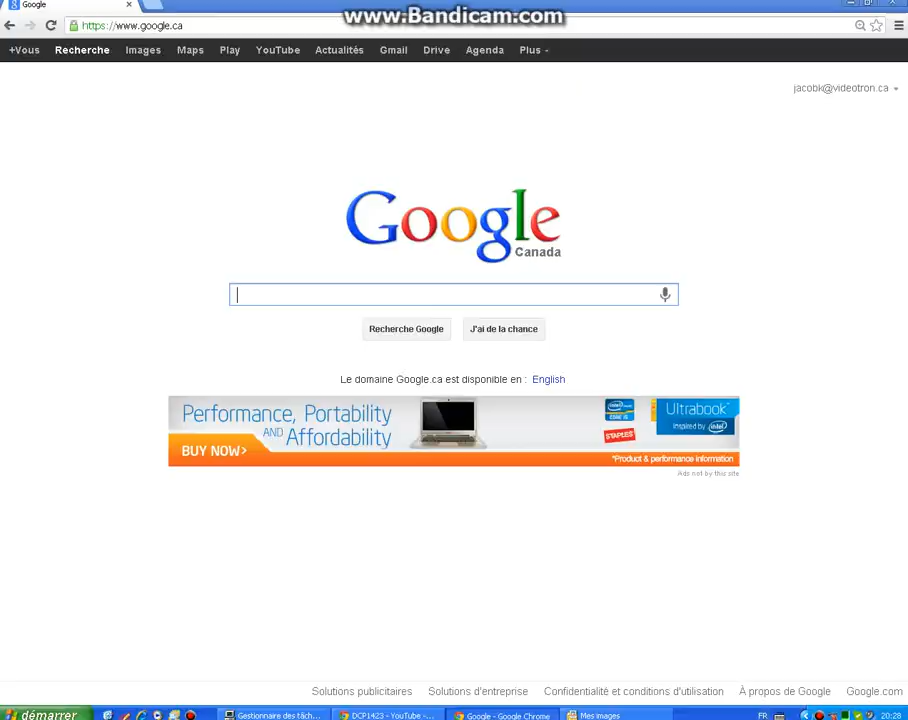 Google
www.Bandicam.com
https://www.google.ca
+Vous Recherche Images Maps Play YouTube Actualités Gmail Drive Agenda Plus
jacobk@videotron.ca
Google
Canada
Recherche Google J'ai de la chance
Le domaine Google.ca est disponible en : English
Performance, Portability
AND Affordability
BUY NOW>
intel
CORE i5
STAPLES
Ultrabook™
Inspired by intel
*Product & performance information
Ads not by this site
Solutions publicitaires Solutions d'entreprise Confidentialité et conditions d'utilisation À propos de Google Google.com
démarrer Gestionnaire des tâch... DCP1423 - YouTube -... Google - Google Chrome Mes images FR 20:28